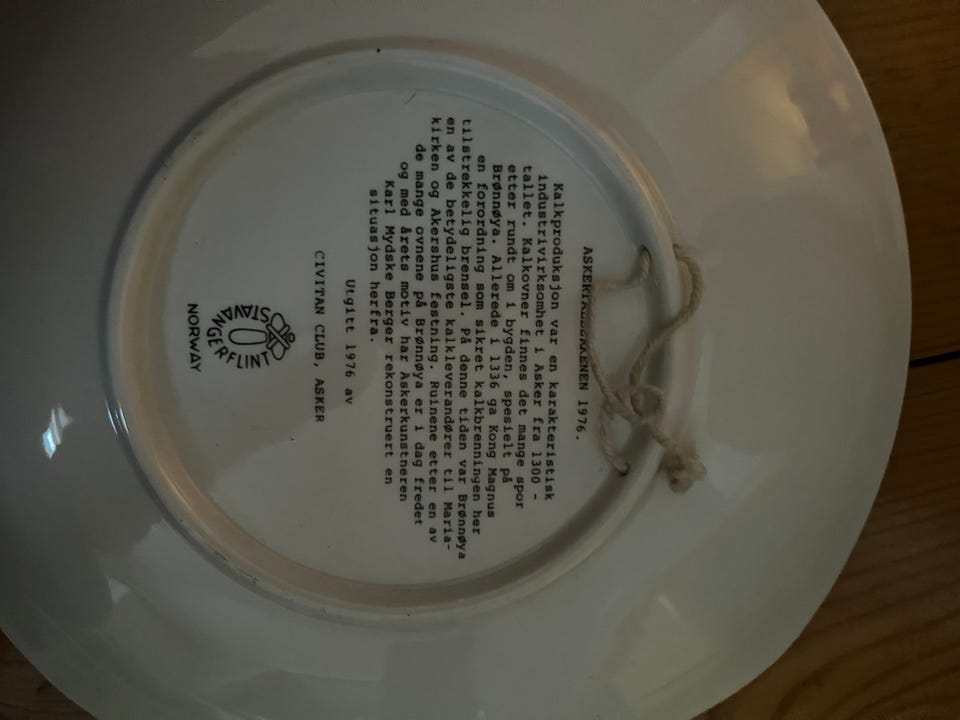 ASKERTALLERKENEN 1976.
Kalkproduksjon var en karakteristisk
industrivirksomhet i Asker fra 1300 -
tallet. Kalkovner finnes det mange spor
etter rundt om i bygden, spesielt på
Brønnøya. Allerede i 1336 ga Kong Magnus
en forordning som sikret kalkbrenningen her
tilstrekkelig brensel. På denne tiden var Brønnøya
en av de betydeligste kalkleverandører til Maria-
kirken og Akershus festning. Ruinene etter en av
de mange ovnene på Brønnøya er i dag fredet
og med årets motiv har Askerkunstneren
Karl Mydske Berger rekonstruert en
situasjon herfra.
Utgitt 1976 av
CIVITAN CLUB, ASKER
STAVANGERFLINT
NORWAY